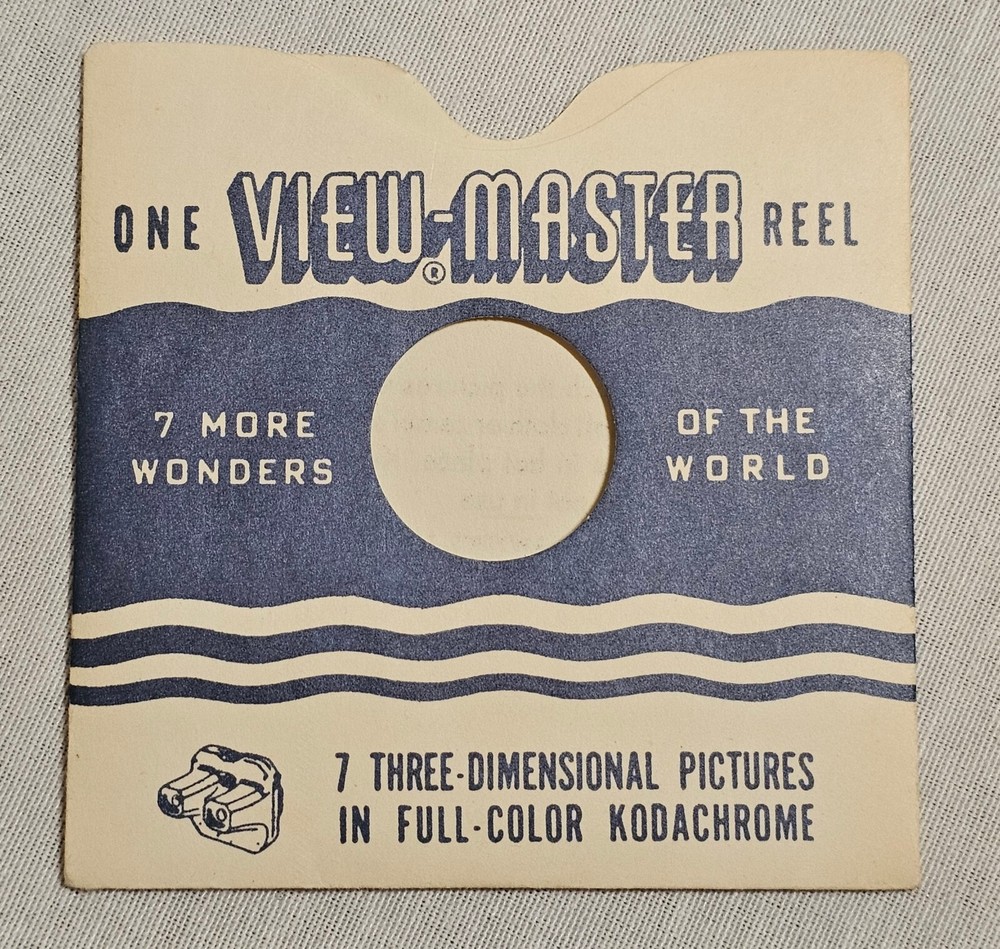 ONE VIEW-MASTER® REEL
7 MORE
WONDERS
OF THE
WORLD
7 THREE-DIMENSIONAL PICTURES
IN FULL-COLOR KODACHROME